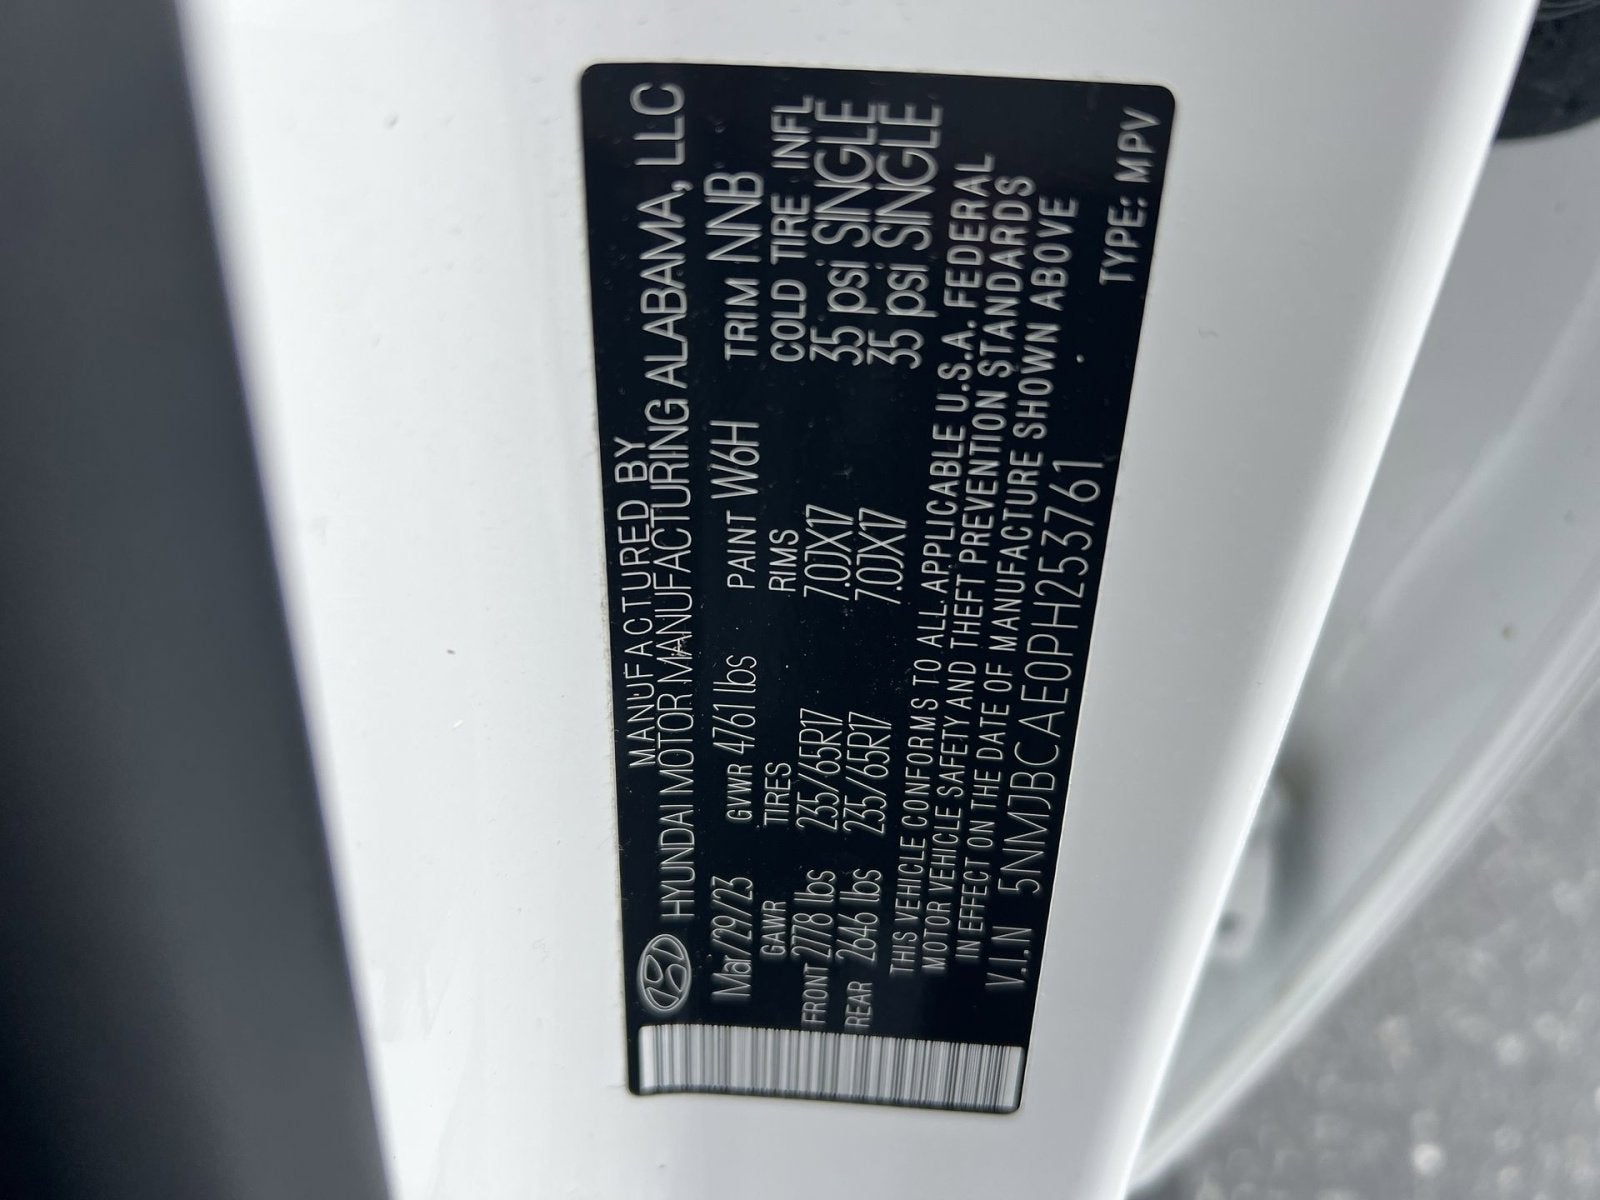 MANUFACTURED BY
HYUNDAI MOTOR MANUFACTURING ALABAMA, LLC
Mar/29/23 GVWR 4761 lbs PAINT W6H TRIM NNB
GAWR TIRES RIMS COLD TIRE INFL
FRONT 2778 lbs 235/65R17 7.0JX17 35 psi SINGLE
REAR 2646 lbs 235/65R17 7.0JX17 35 psi SINGLE
THIS VEHICLE CONFORMS TO ALL APPLICABLE U.S.A. FEDERAL
MOTOR VEHICLE SAFETY AND THEFT PREVENTION STANDARDS
IN EFFECT ON THE DATE OF MANUFACTURE SHOWN ABOVE
V.I.N 5NMJBCAE0PH253761
TYPE: MPV